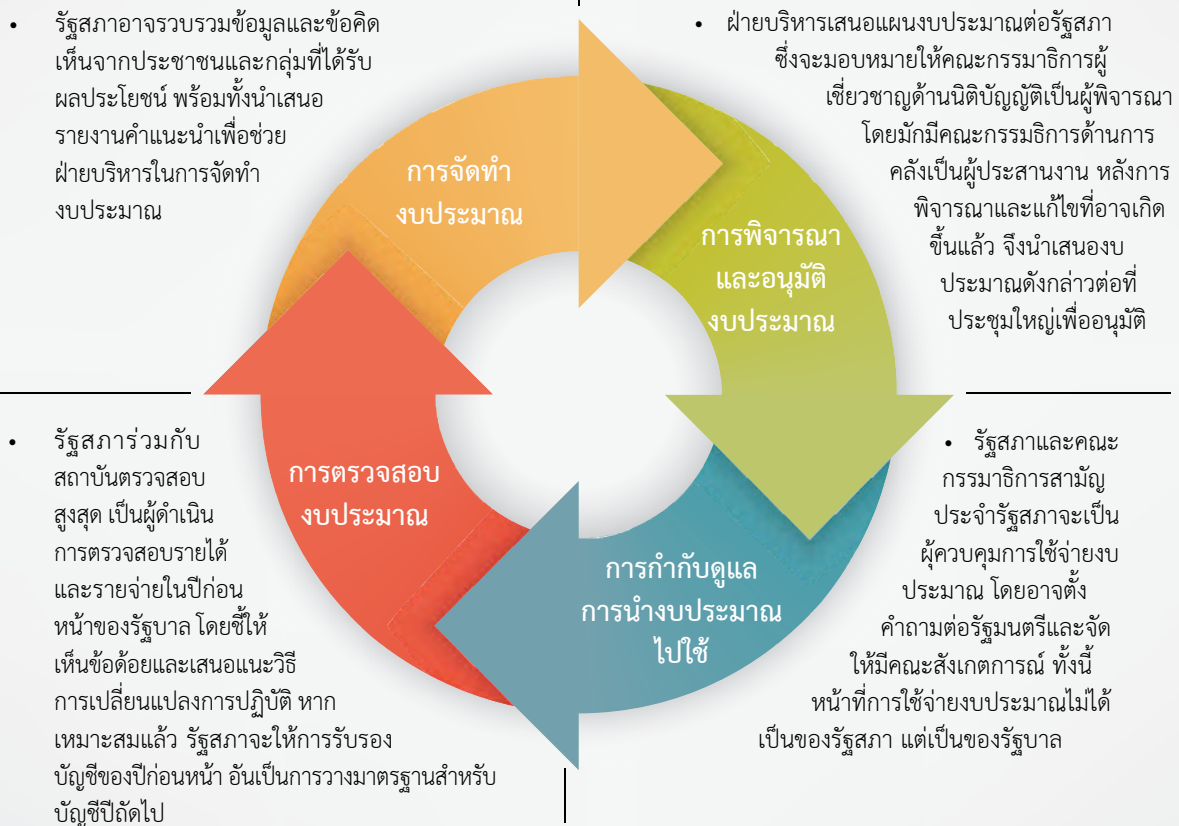 • รัฐสภาอาจรวบรวมข้อมูลและข้อคิด
เห็นจากประชาชนและกลุ่มที่ได้รับ
ผลประโยชน์ พร้อมทั้งนำเสนอ
รายงานคำแนะนำเพื่อช่วย
ฝ่ายบริหารในการจัดทำ
งบประมาณ
การจัดทำ
งบประมาณ
• ฝ่ายบริหารเสนอแผนงบประมาณต่อรัฐสภา
ซึ่งจะมอบหมายให้คณะกรรมาธิการผู้
เชี่ยวชาญด้านนิติบัญญัติเป็นผู้พิจารณา
โดยมักมีคณะกรรมธิการด้านการ
คลังเป็นผู้ประสานงาน หลังการ
พิจารณาและแก้ไขที่อาจเกิด
ขึ้นแล้ว จึงนำเสนองบ
ประมาณดังกล่าวต่อที่
ประชุมใหญ่เพื่ออนุมัติ
การพิจารณา
และอนุมัติ
งบประมาณ
• รัฐสภาและคณะ
กรรมาธิการสามัญ
ประจำรัฐสภาจะเป็น
ผุ้ควบคุมการใช้จ่ายงบ
ประมาณ โดยอาจตั้ง
คำถามต่อรัฐมนตรีและจัด
ให้มีคณะสังเกตการณ์ ทั้งนี้
หน้าที่การใช้จ่ายงบประมาณไม่ได้
เป็นของรัฐสภา แต่เป็นของรัฐบาล
การกำกับดูแล
การนำงบประมาณ
ไปใช้
• รัฐสภาร่วมกับ
สถาบันตรวจสอบ
สูงสุด เป็นผู้ดำเนิน
การตรวจสอบรายได้
และรายจ่ายในปีก่อน
หน้าของรัฐบาล โดยชี้ให้
เห็นข้อด้อยและเสนอแนะวิธี
การเปลี่ยนแปลงการปฏิบัติ หาก
เหมาะสมแล้ว รัฐสภาจะให้การรับรอง
บัญชีของปีก่อนหน้า อันเป็นการวางมาตรฐานสำหรับ
บัญชีปีถัดไป
การตรวจสอบ
งบประมาณ